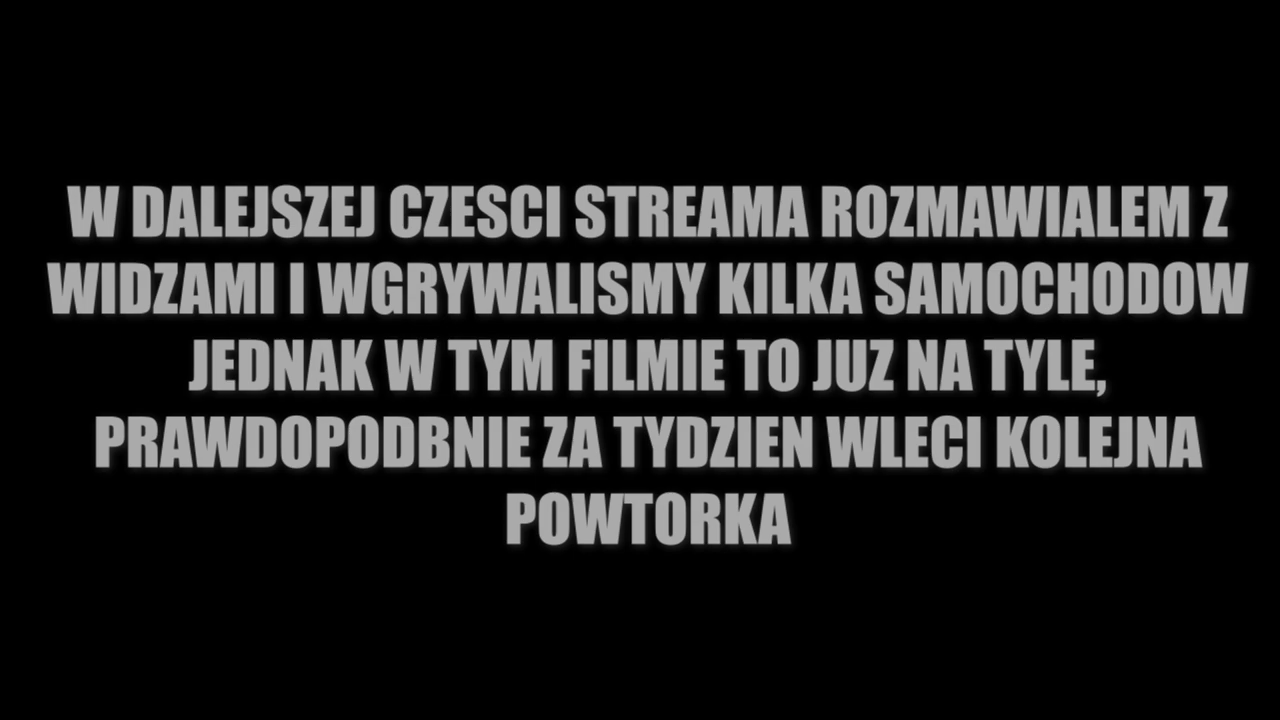 W DALEJSZEJ CZESCI STREAMA ROZMAWIALEM Z
WIDZAMI I WGRYWALISMY KILKA SAMOCHODOW
JEDNAK W TYM FILMIE TO JUZ NA TYLE,
PRAWDOPODBNIE ZA TYDZIEN WLECI KOLEJNA
POWTORKA